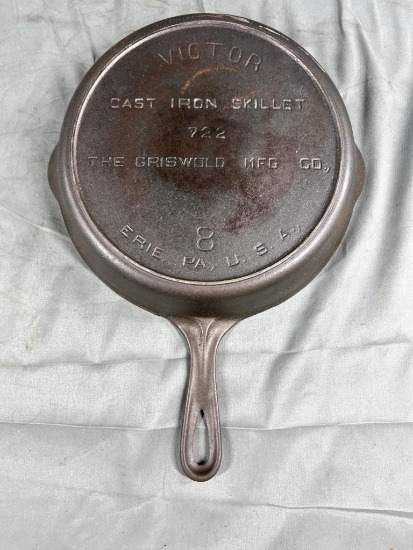 VICTOR
CAST IRON SKILLET
722
THE GRISWOLD MFG CO,
8
ERIE PA, U.S.A.